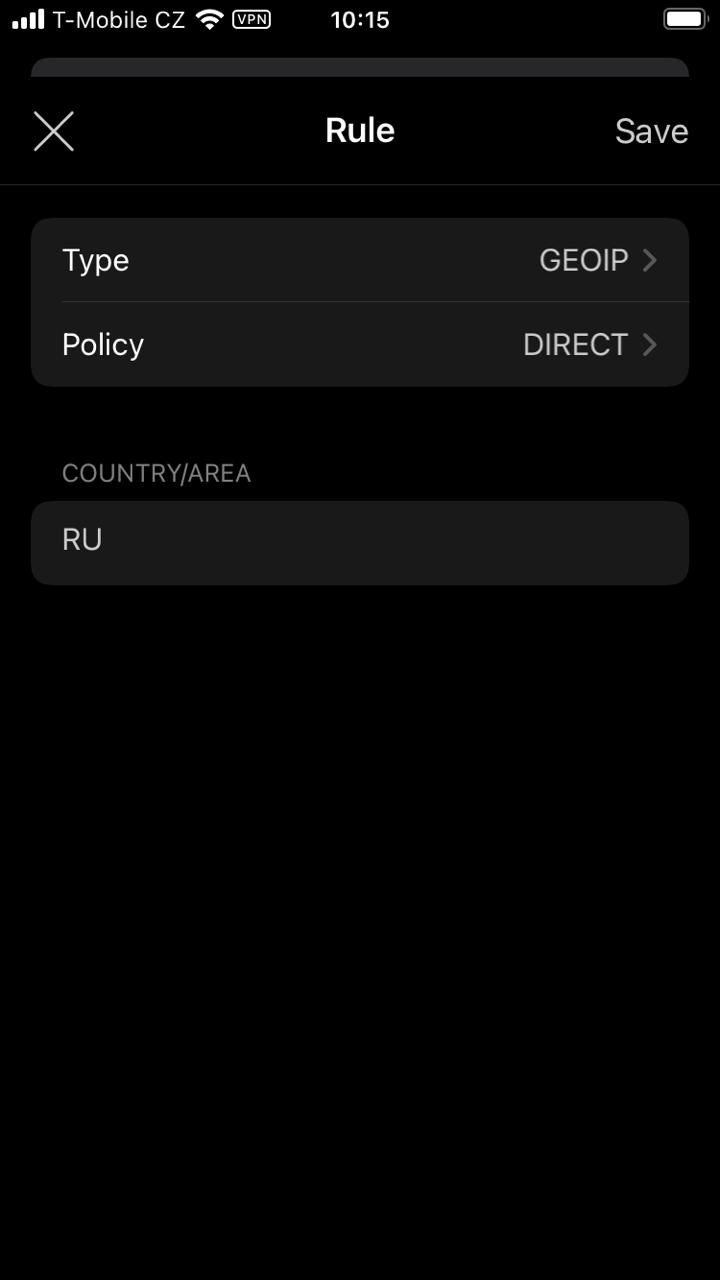 T-Mobile CZ VPN 10:15
Rule Save
Type GEOIP
Policy DIRECT
COUNTRY/AREA
RU